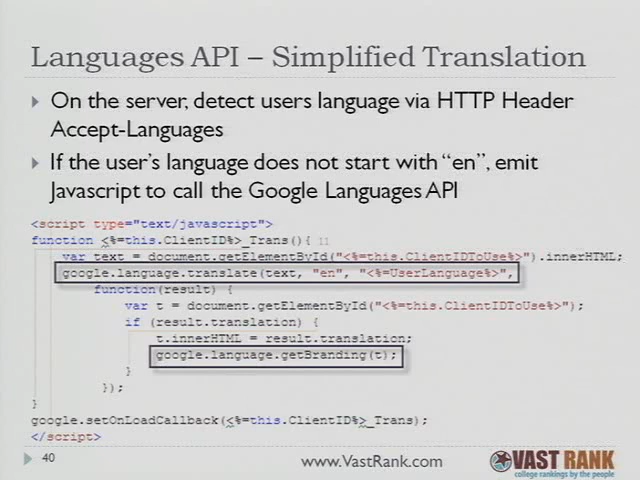 Languages API – Simplified Translation
On the server, detect users language via HTTP Header
Accept-Languages
If the user's language does not start with "en", emit
Javascript to call the Google Languages API
<script type="text/javascript">
function <%=this.ClientID%>_Trans(){
var text = document.getElementById("<%=this.ClientIDToUse%>").innerHTML;
google.language.translate(text, "en", "<%=UserLanguage%>",
function(result) {
var t = document.getElementById("<%=this.ClientIDToUse%>");
if (result.translation) {
t.innerHTML = result.translation;
google.language.getBranding(t);
}
});
}
google.setOnLoadCallback(<%=this.ClientID%>_Trans);
</script>
40
www.VastRank.com
VAST RANK
college rankings by the people